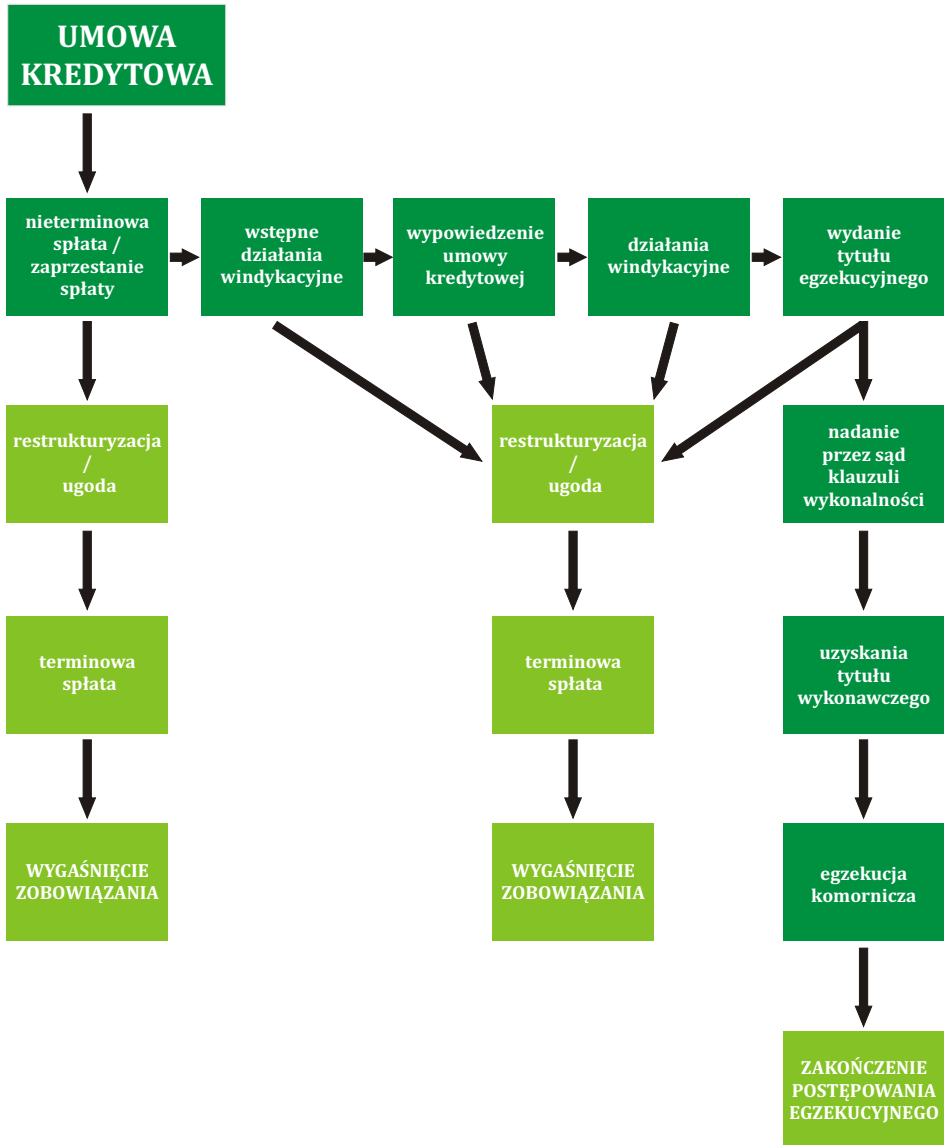 UMOWA
KREDYTOWA
nieterminowa
spłata /
zaprzestanie
spłaty
wstępne
działania
windykacyjne
wypowiedzenie
umowy
kredytowej
działania
windykacyjne
wydanie
tytułu
egzekucyjnego
restrukturyzacja
/
ugoda
restrukturyzacja
/
ugoda
nadanie
przez sąd
klauzuli
wykonalności
terminowa
spłata
terminowa
spłata
uzyskania
tytułu
wykonawczego
WYGAŚNIĘCIE
ZOBOWIĄZANIA
WYGAŚNIĘCIE
ZOBOWIĄZANIA
egzekucja
komornicza
ZAKOŃCZENIE
POSTĘPOWANIA
EGZEKUCYJNEGO